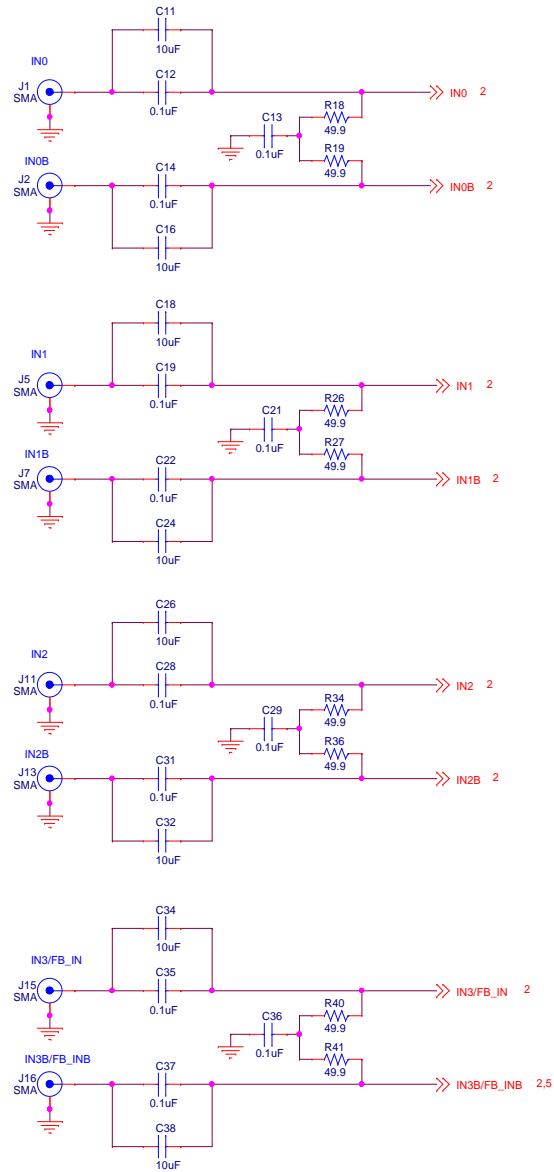 C11
10uF
IN0
J1
SMA
C12
0.1uF
IN0 2
C13
0.1uF
R18
49.9
R19
49.9
IN0B
J2
SMA
C14
0.1uF
IN0B 2
C16
10uF
C18
10uF
IN1
J5
SMA
C19
0.1uF
IN1 2
C21
0.1uF
R26
49.9
R27
49.9
IN1B
J7
SMA
C22
0.1uF
IN1B 2
C24
10uF
C26
10uF
IN2
J11
SMA
C28
0.1uF
IN2 2
C29
0.1uF
R34
49.9
R36
49.9
IN2B
J13
SMA
C31
0.1uF
IN2B 2
C32
10uF
C34
10uF
IN3/FB_IN
J15
SMA
C35
0.1uF
IN3/FB_IN 2
C36
0.1uF
R40
49.9
R41
49.9
IN3B/FB_INB
J16
SMA
C37
0.1uF
IN3B/FB_INB 2,5
C38
10uF